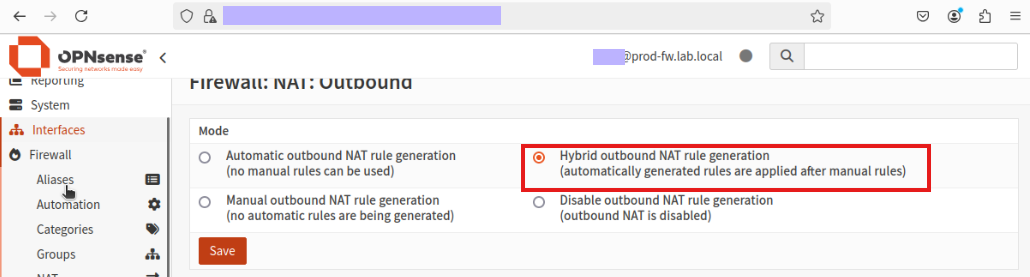 OPNsense®
Securing networks made easy
@prod-fw.lab.local
Reporting
System
Interfaces
Firewall
Aliases
Automation
Categories
Groups
NAT
Firewall: NAT: Outbound
Mode
Automatic outbound NAT rule generation
(no manual rules can be used)
Hybrid outbound NAT rule generation
(automatically generated rules are applied after manual rules)
Manual outbound NAT rule generation
(no automatic rules are being generated)
Disable outbound NAT rule generation
(outbound NAT is disabled)
Save